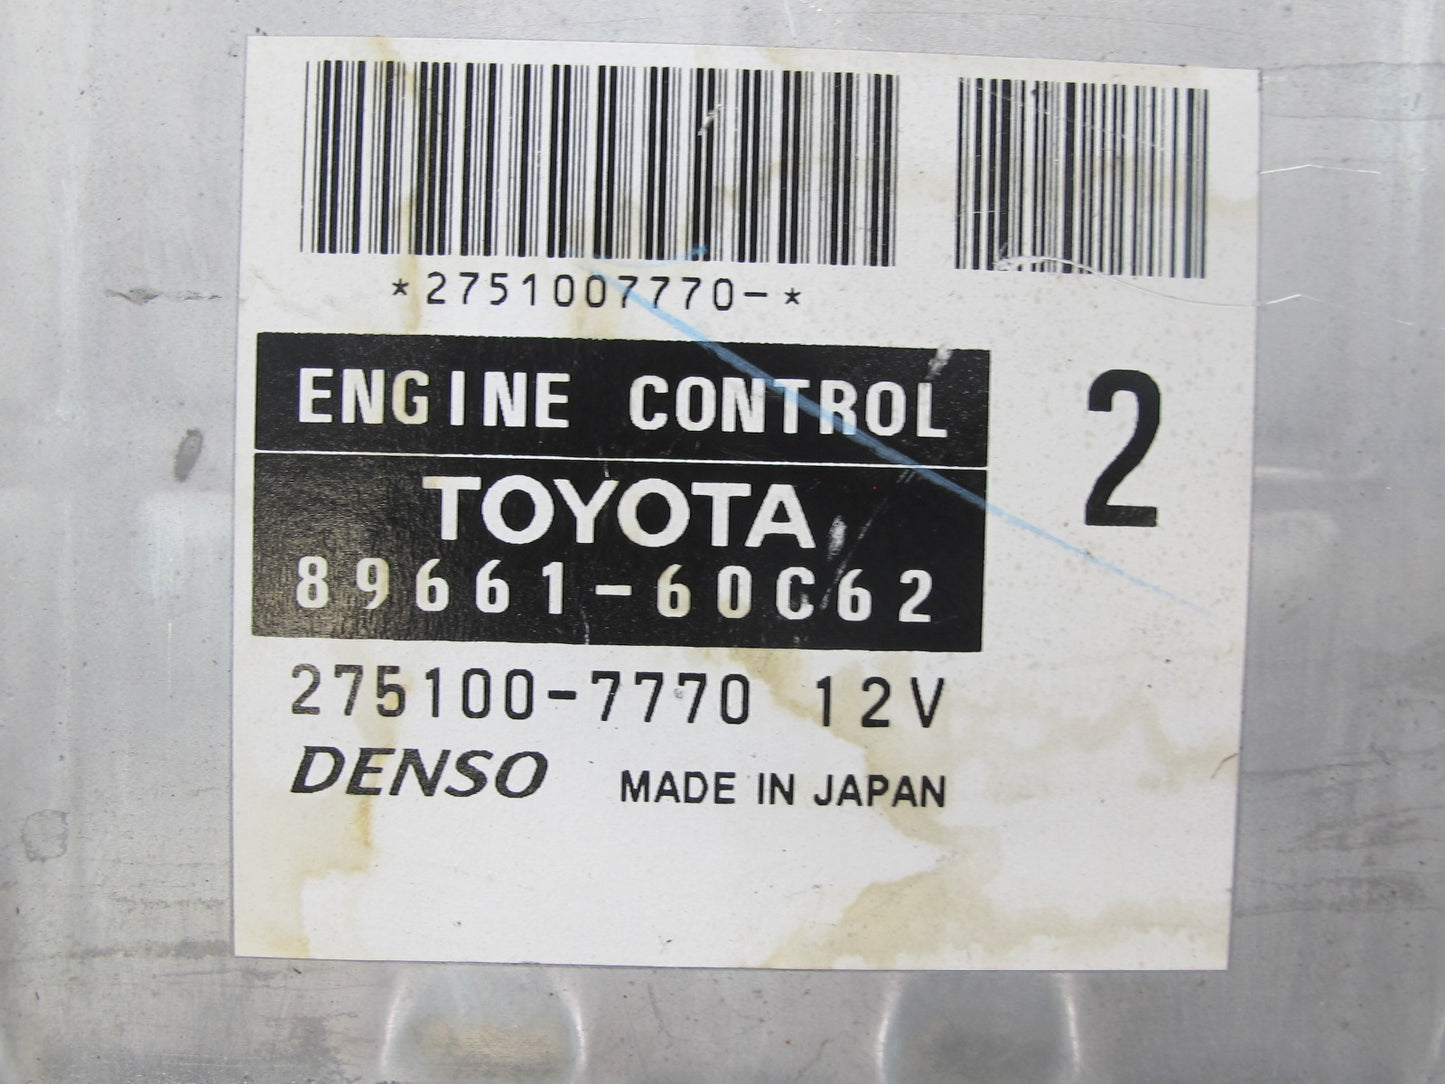 *2751007770-*
ENGINE CONTROL
2
TOYOTA
89661-60C62
275100-7770 12V
DENSO MADE IN JAPAN